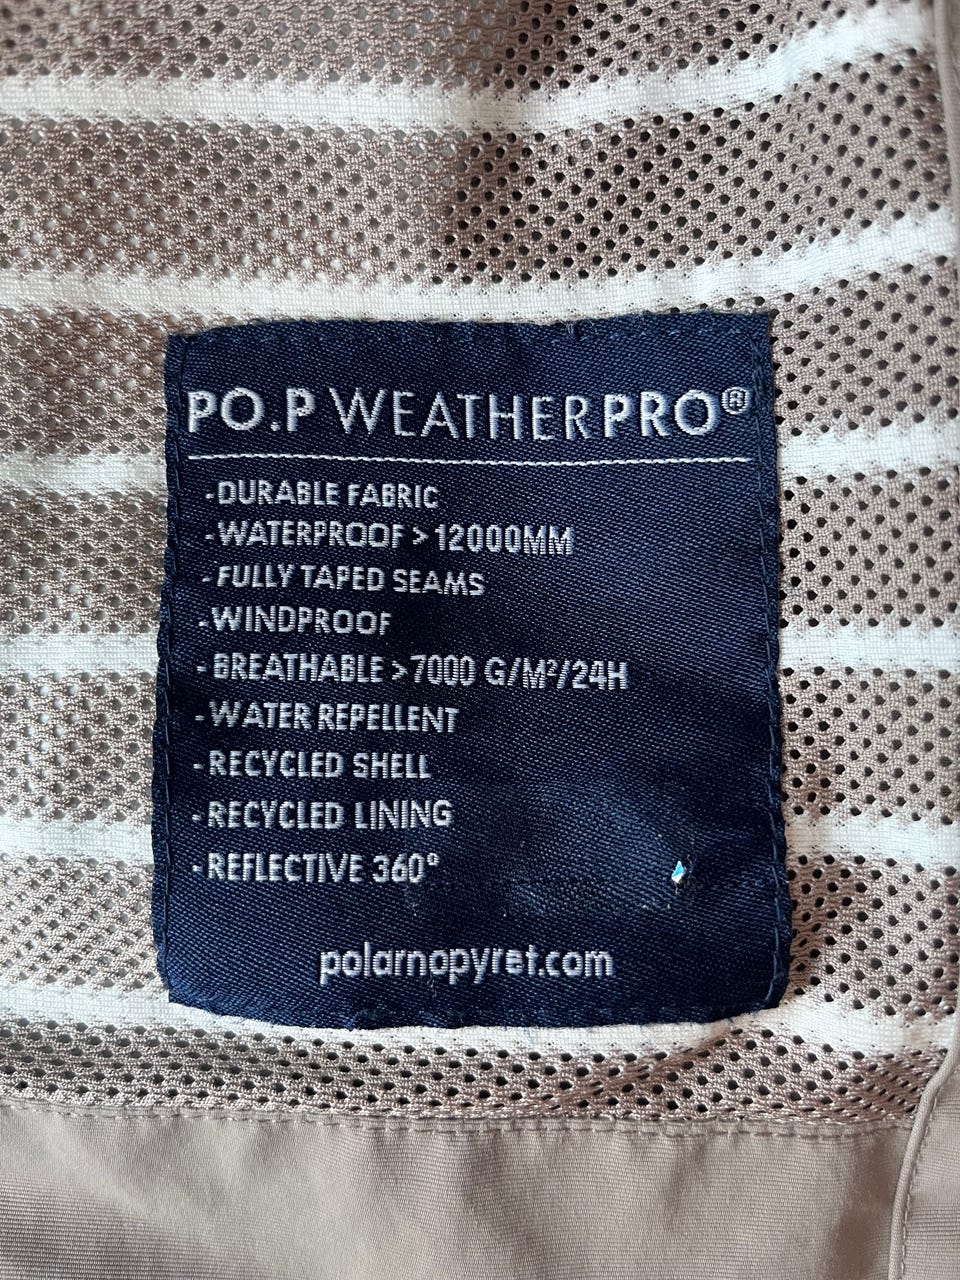 PO.P WEATHERPRO®
-DURABLE FABRIC
-WATERPROOF > 12000MM
-FULLY TAPED SEAMS
-WINDPROOF
-BREATHABLE >7000 G/M²/24H
-WATER REPELLENT
-RECYCLED SHELL
-RECYCLED LINING
-REFLECTIVE 360°
polarnopyret.com